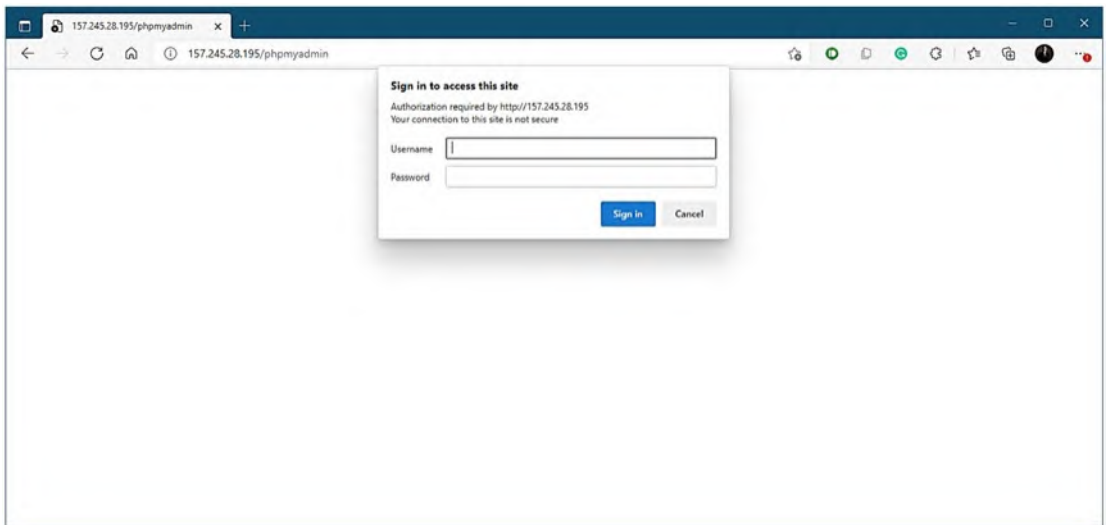 157.245.28.195/phpmyadmin
157.245.28.195/phpmyadmin
Sign in to access this site
Authorization required by http://157.245.28.195
Your connection to this site is not secure
Username
Password
Sign in Cancel